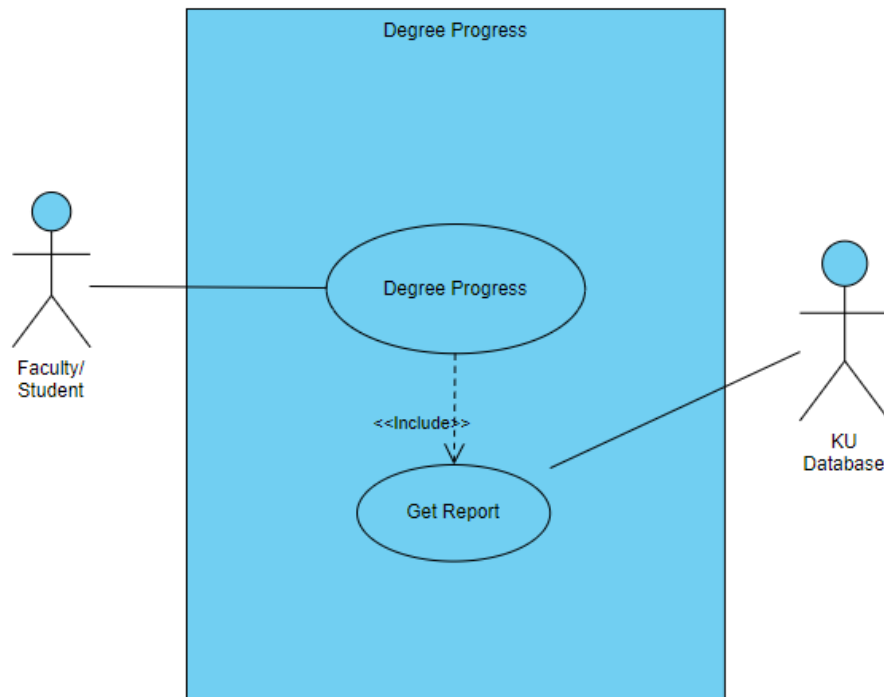 Degree Progress
Degree Progress
Faculty/
Student
<<Include>>
Get Report
KU
Database